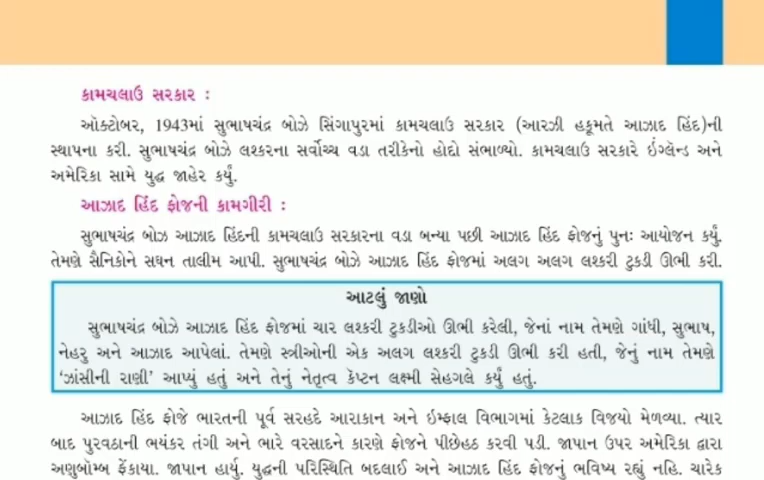 કામચલાઉ સરકાર :
ઑક્ટોબર, 1943માં સુભાષચંદ્ર બોઝે સિંગાપુરમાં કામચલાઉ સરકાર (આરઝી હકૂમતે આઝાદ હિંદ)ની
સ્થાપના કરી. સુભાષચંદ્ર બોઝે લશ્કરના સર્વોચ્ચ વડા તરીકેનો હોદ્દો સંભાળ્યો. કામચલાઉ સરકારે ઇંગ્લૅન્ડ અને
અમેરિકા સામે યુદ્ધ જાહેર કર્યું.
આઝાદ હિંદ ફોજની કામગીરી :
સુભાષચંદ્ર બોઝ આઝાદ હિંદની કામચલાઉ સરકારના વડા બન્યા પછી આઝાદ હિંદ ફોજનું પુનઃ આયોજન કર્યું.
તેમણે સૈનિકોને સઘન તાલીમ આપી. સુભાષચંદ્ર બોઝે આઝાદ હિંદ ફોજમાં અલગ અલગ લશ્કરી ટુકડી ઊભી કરી.
આટલું જાણો
સુભાષચંદ્ર બોઝે આઝાદ હિંદ ફોજમાં ચાર લશ્કરી ટુકડીઓ ઊભી કરેલી, જેનાં નામ તેમણે ગાંધી, સુભાષ,
નેહરુ અને આઝાદ આપેલાં. તેમણે સ્ત્રીઓની એક અલગ લશ્કરી ટુકડી ઊભી કરી હતી, જેનું નામ તેમણે
‘ઝાંસીની રાણી’ આપ્યું હતું અને તેનું નેતૃત્વ કૅપ્ટન લક્ષ્મી સેહગલે કર્યું હતું.
આઝાદ હિંદ ફોજે ભારતની પૂર્વ સરહદે આરાકાન અને ઇમ્ફાલ વિભાગમાં કેટલાક વિજયો મેળવ્યા. ત્યાર
બાદ પુરવઠાની ભયંકર તંગી અને ભારે વરસાદને કારણે ફોજને પીછેહઠ કરવી પડી. જાપાન ઉપર અમેરિકા દ્વારા
અણુબૉમ્બ ફેંકાયા. જાપાન હાર્યું. યુદ્ધની પરિસ્થિતિ બદલાઈ અને આઝાદ હિંદ ફોજનું ભવિષ્ય રહ્યું નહિ. ચારેક